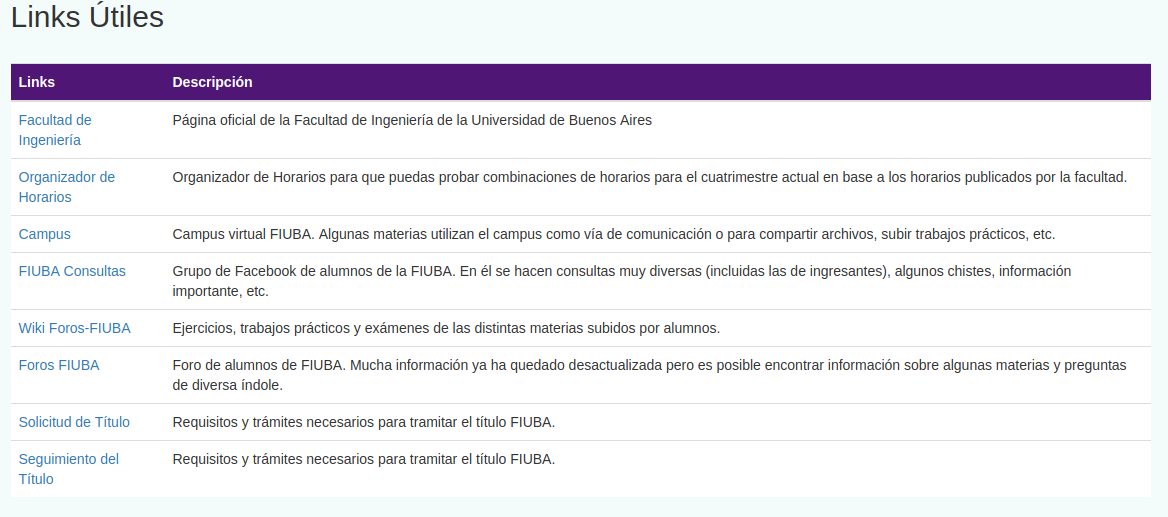 Links Útiles
Links Descripción
Facultad de Ingeniería Página oficial de la Facultad de Ingeniería de la Universidad de Buenos Aires
Organizador de Horarios Organizador de Horarios para que puedas probar combinaciones de horarios para el cuatrimestre actual en base a los horarios publicados por la facultad.
Campus Campus virtual FIUBA. Algunas materias utilizan el campus como vía de comunicación o para compartir archivos, subir trabajos prácticos, etc.
FIUBA Consultas Grupo de Facebook de alumnos de la FIUBA. En él se hacen consultas muy diversas (incluidas las de ingresantes), algunos chistes, información
importante, etc.
Wiki Foros-FIUBA Ejercicios, trabajos prácticos y exámenes de las distintas materias subidos por alumnos.
Foros FIUBA Foro de alumnos de FIUBA. Mucha información ya ha quedado desactualizada pero es posible encontrar información sobre algunas materias y preguntas
de diversa índole.
Solicitud de Título Requisitos y trámites necesarios para tramitar el título FIUBA.
Seguimiento del Título Requisitos y trámites necesarios para tramitar el título FIUBA.